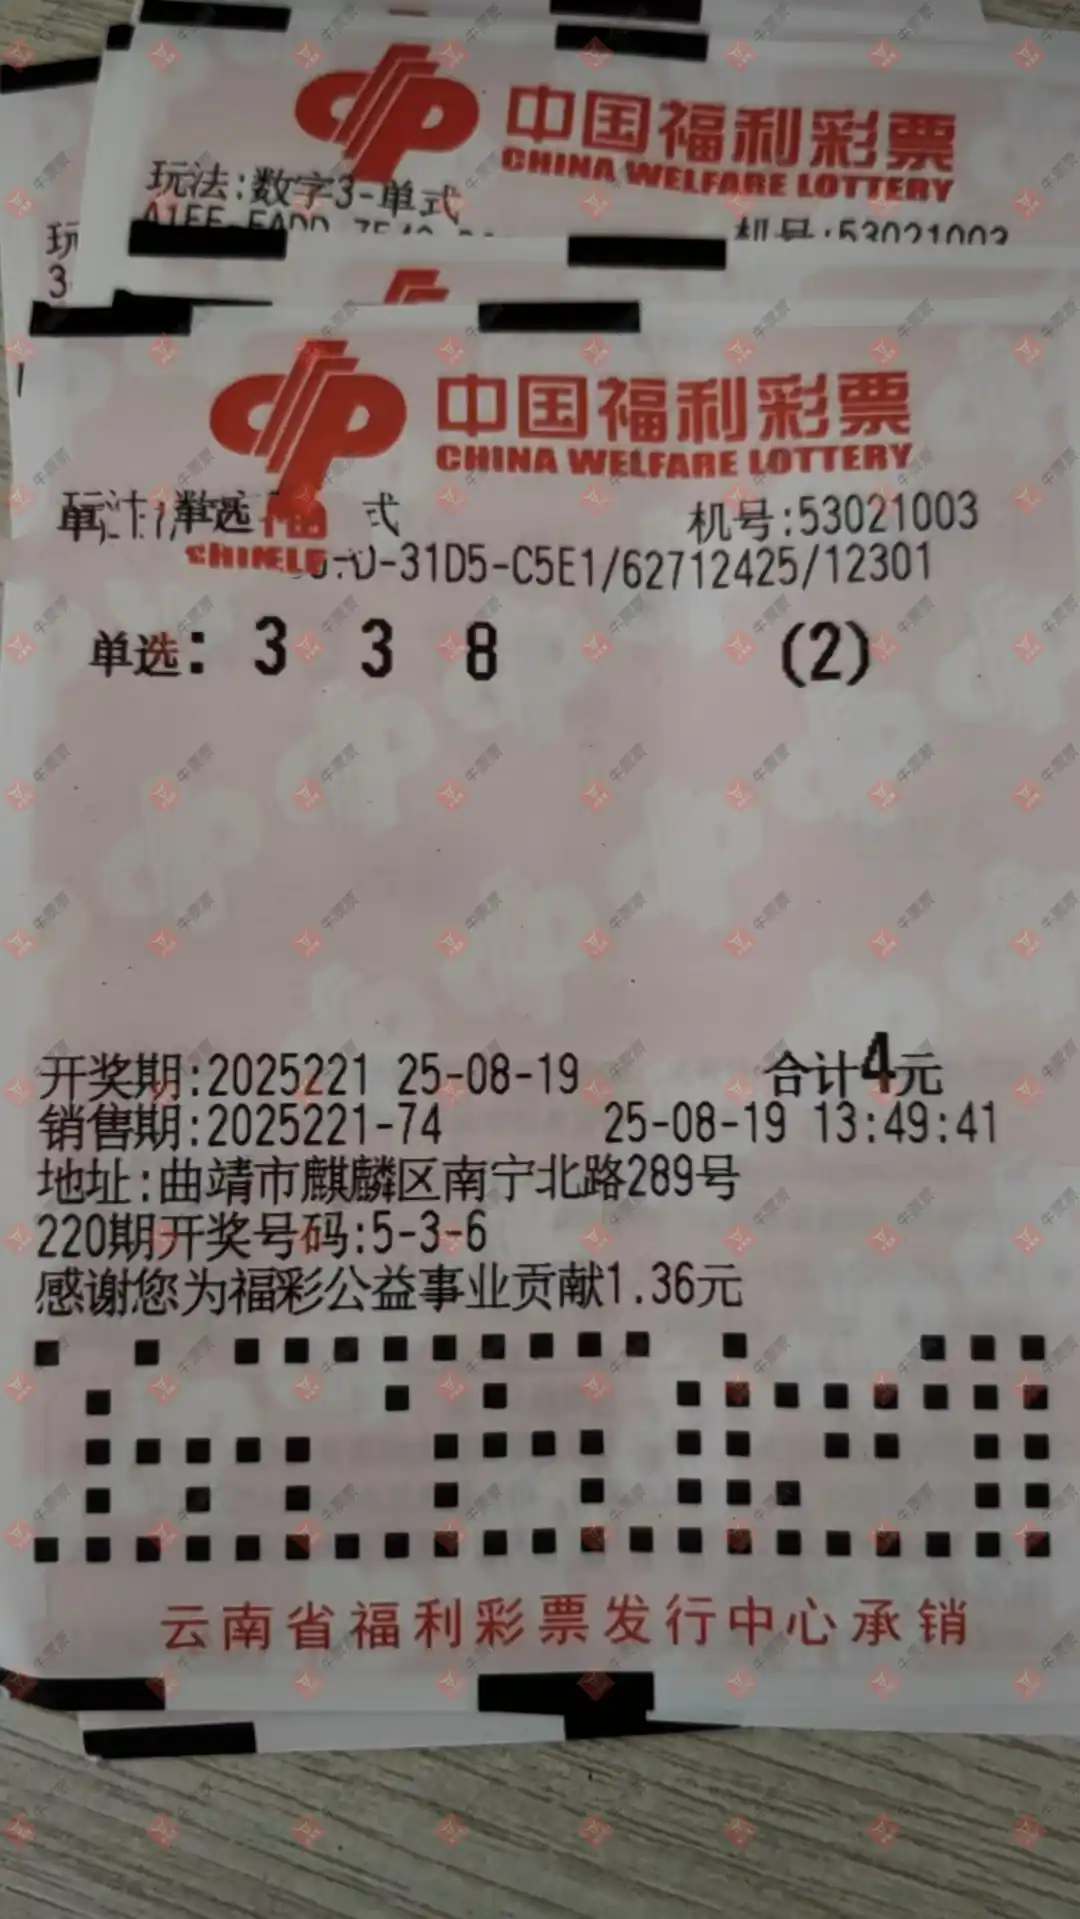 中国福利彩票
CHINA WELFARE LOTTERY
玩法:数字3-单式
机号:53021003
玩
3
中国福利彩票
CHINA WELFARE LOTTERY
式
机号:53021003
-31D5-C5E1/62712425/12301
单选: 3 3 8 (2)
开奖期:2025221 25-08-19 合计4元
销售期:2025221-74 25-08-19 13:49:41
地址:曲靖市麒麟区南宁北路289号
220期开奖号码:5-3-6
感谢您为福彩公益事业贡献1.36元
云南省福利彩票发行中心承销